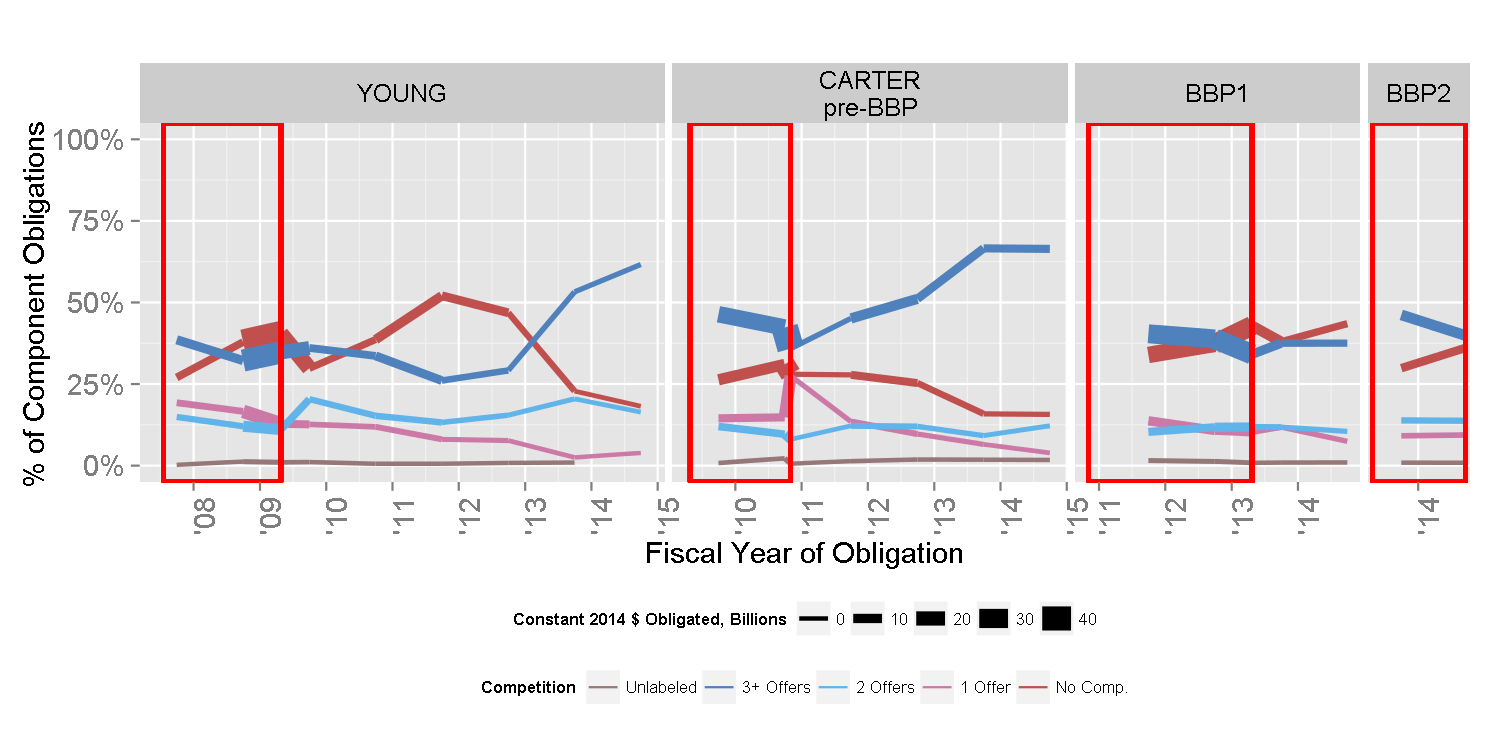 YOUNG
CARTER
pre-BBP
BBP1
BBP2
% of Component Obligations
100%
75%
50%
25%
0%
'08 '09 '10 '11 '12 '13 '14 '15 '10 '11 '12 '13 '14 '15 '11 '12 '13 '14 '14
Fiscal Year of Obligation
Constant 2014 $ Obligated, Billions 0 10 20 30 40
Competition Unlabeled 3+ Offers 2 Offers 1 Offer No Comp.